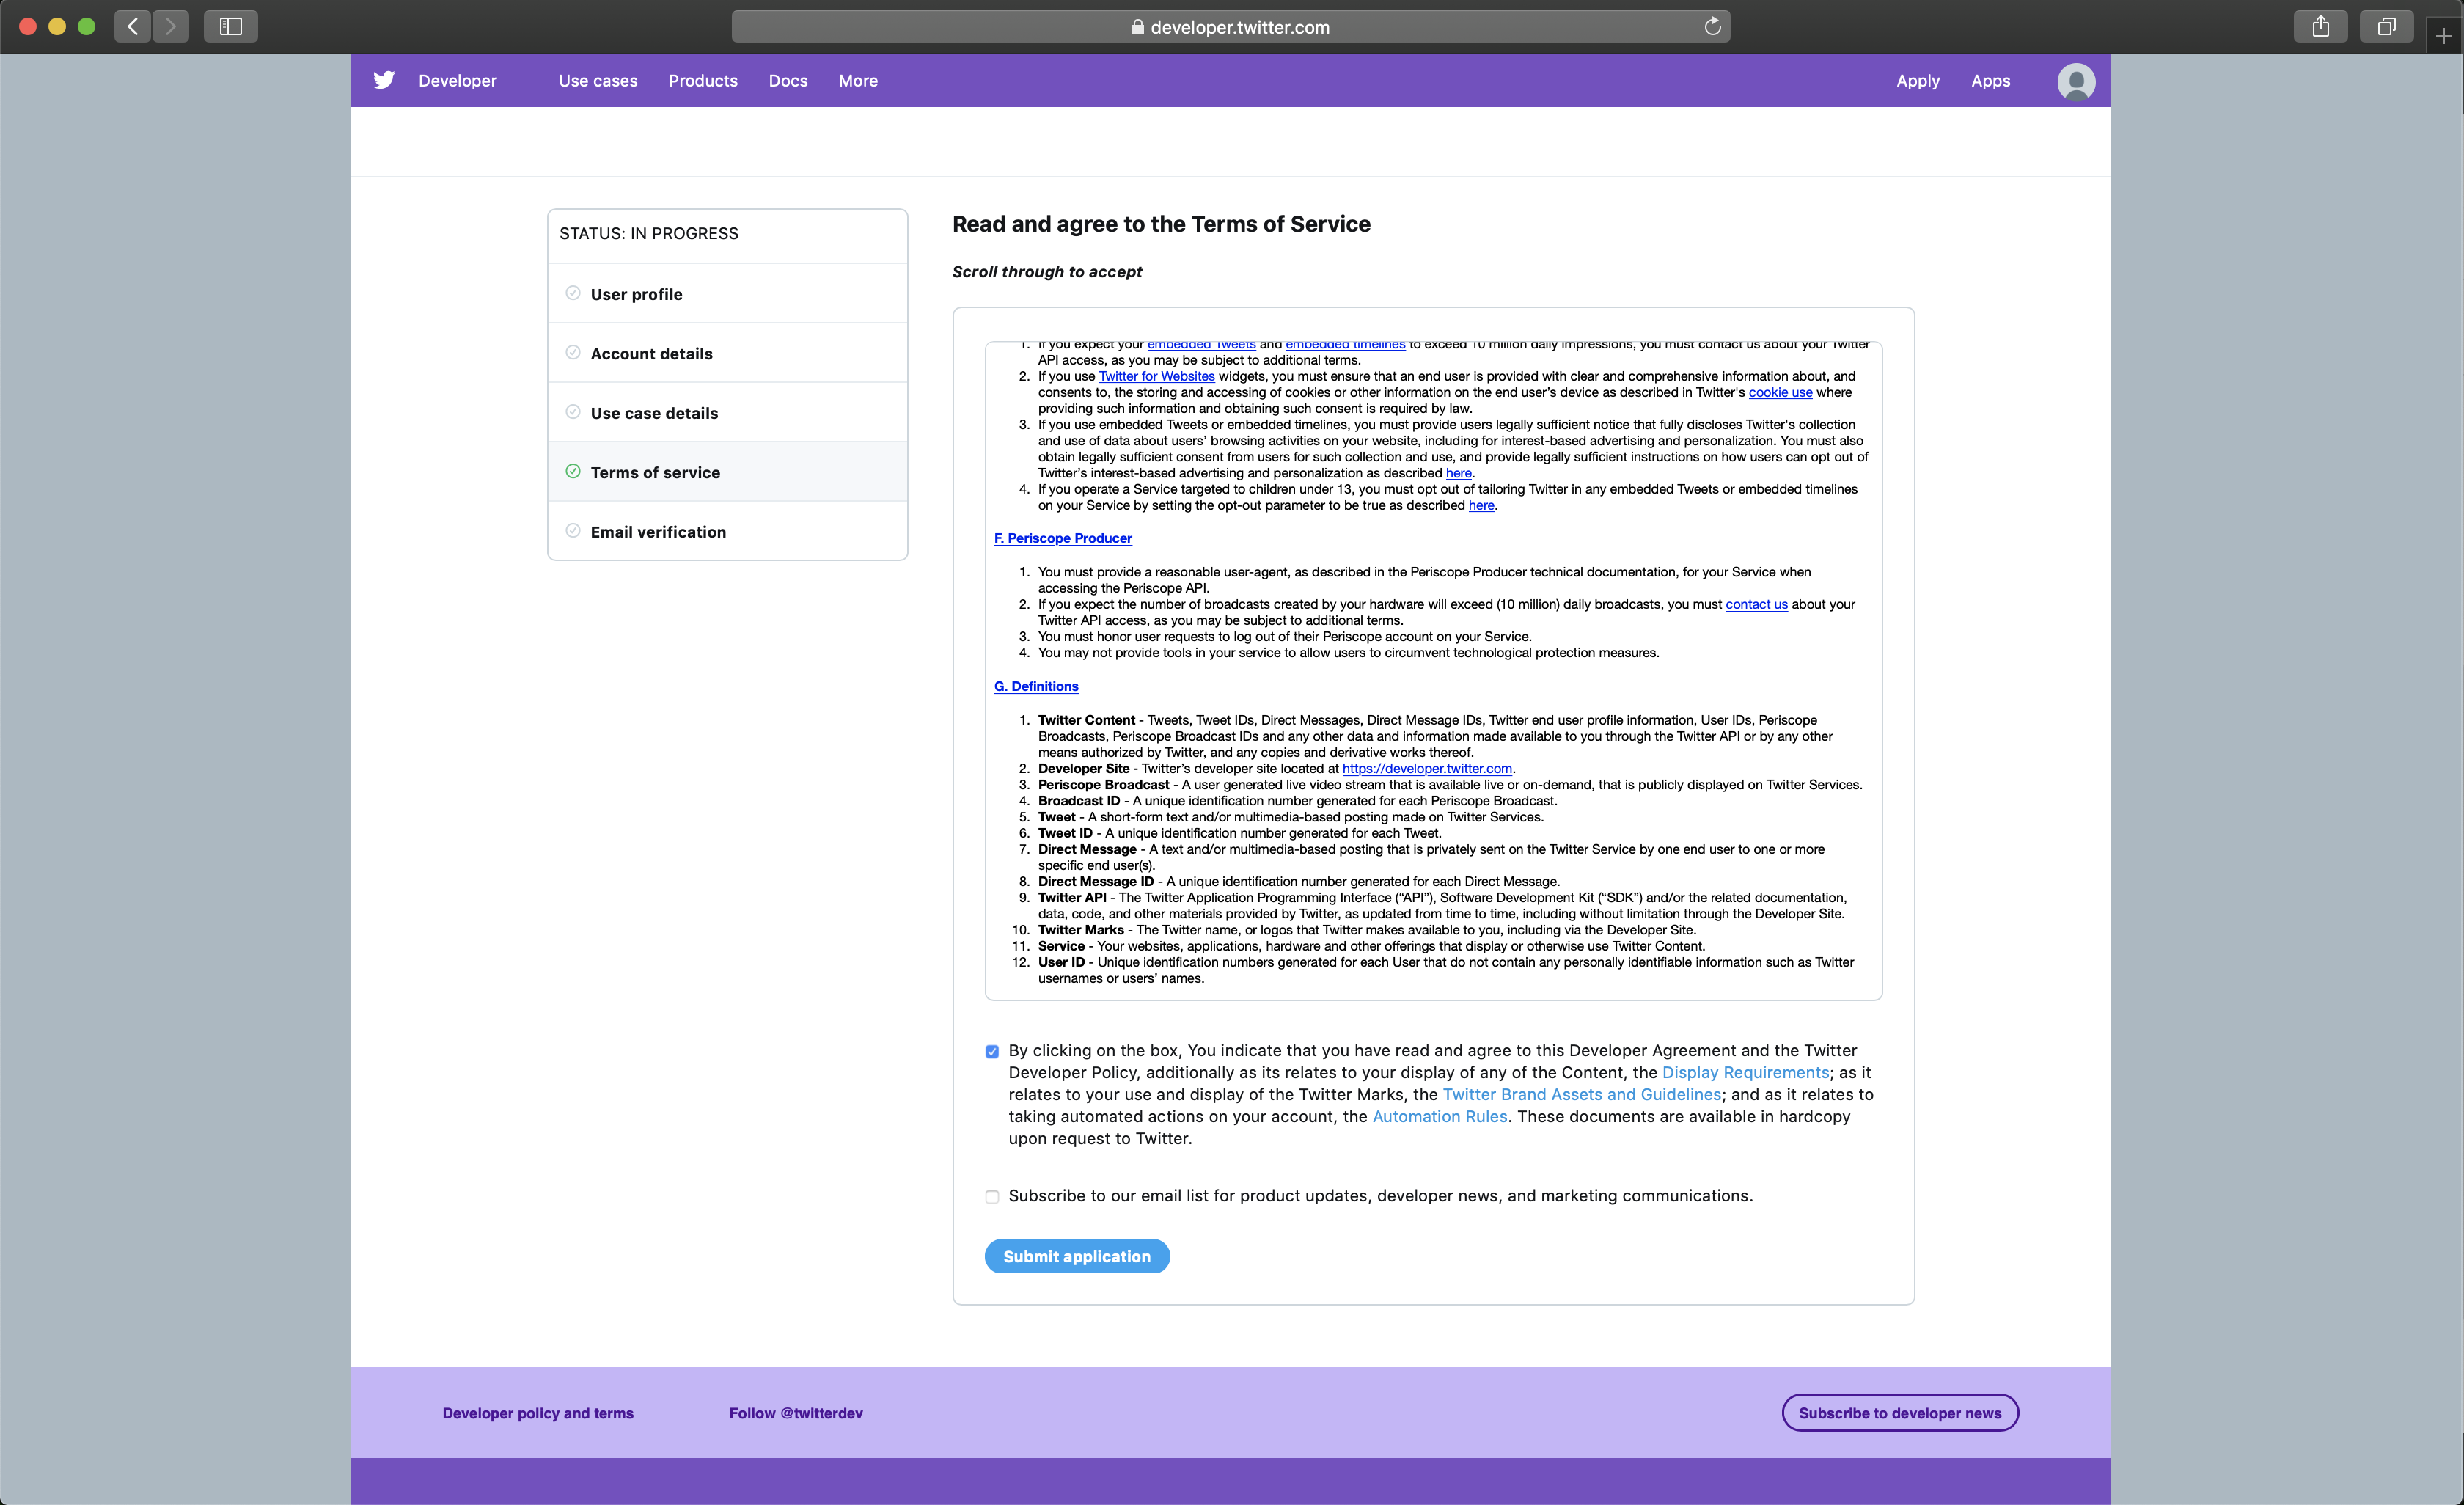 developer.twitter.com
Developer
Use cases
Products
Docs
More
Apply
Apps
STATUS: IN PROGRESS
User profile
Account details
Use case details
Terms of service
Email verification
Read and agree to the Terms of Service
Scroll through to accept
1. If you expect your embedded Tweets and embedded timelines to exceed 10 million daily impressions, you must contact us about your Twitter
API access, as you may be subject to additional terms.
2. If you use Twitter for Websites widgets, you must ensure that an end user is provided with clear and comprehensive information about, and
consents to, the storing and accessing of cookies or other information on the end user's device as described in Twitter's cookie use where
providing such information and obtaining such consent is required by law.
3. If you use embedded Tweets or embedded timelines, you must provide users legally sufficient notice that fully discloses Twitter's collection
and use of data about users' browsing activities on your website, including for interest-based advertising and personalization. You must also
obtain legally sufficient consent from users for such collection and use, and provide legally sufficient instructions on how users can opt out of
Twitter's interest-based advertising and personalization as described here.
4. If you operate a Service targeted to children under 13, you must opt out of tailoring Twitter in any embedded Tweets or embedded timelines
on your Service by setting the opt-out parameter to be true as described here.
F. Periscope Producer
1. You must provide a reasonable user-agent, as described in the Periscope Producer technical documentation, for your Service when
accessing the Periscope API.
2. If you expect the number of broadcasts created by your hardware will exceed (10 million) daily broadcasts, you must contact us about your
Twitter API access, as you may be subject to additional terms.
3. You must honor user requests to log out of their Periscope account on your Service.
4. You may not provide tools in your service to allow users to circumvent technological protection measures.
G. Definitions
1. Twitter Content - Tweets, Tweet IDs, Direct Messages, Direct Message IDs, Twitter end user profile information, User IDs, Periscope
Broadcasts, Periscope Broadcast IDs and any other data and information made available to you through the Twitter API or by any other
means authorized by Twitter, and any copies and derivative works thereof.
2. Developer Site - Twitter's developer site located at https://developer.twitter.com.
3. Periscope Broadcast - A user generated live video stream that is available live or on-demand, that is publicly displayed on Twitter Services.
4. Broadcast ID - A unique identification number generated for each Periscope Broadcast.
5. Tweet - A short-form text and/or multimedia-based posting made on Twitter Services.
6. Tweet ID - A unique identification number generated for each Tweet.
7. Direct Message - A text and/or multimedia-based posting that is privately sent on the Twitter Service by one end user to one or more
specific end user(s).
8. Direct Message ID - A unique identification number generated for each Direct Message.
9. Twitter API - The Twitter Application Programming Interface (“API”), Software Development Kit (“SDK”) and/or the related documentation,
data, code, and other materials provided by Twitter, as updated from time to time, including without limitation through the Developer Site.
10. Twitter Marks - The Twitter name, or logos that Twitter makes available to you, including via the Developer Site.
11. Service - Your websites, applications, hardware and other offerings that display or otherwise use Twitter Content.
12. User ID - Unique identification numbers generated for each User that do not contain any personally identifiable information such as Twitter
usernames or users' names.
By clicking on the box, You indicate that you have read and agree to this Developer Agreement and the Twitter
Developer Policy, additionally as its relates to your display of any of the Content, the Display Requirements; as it
relates to your use and display of the Twitter Marks, the Twitter Brand Assets and Guidelines; and as it relates to
taking automated actions on your account, the Automation Rules. These documents are available in hardcopy
upon request to Twitter.
Subscribe to our email list for product updates, developer news, and marketing communications.
Submit application
Developer policy and terms
Follow @twitterdev
Subscribe to developer news